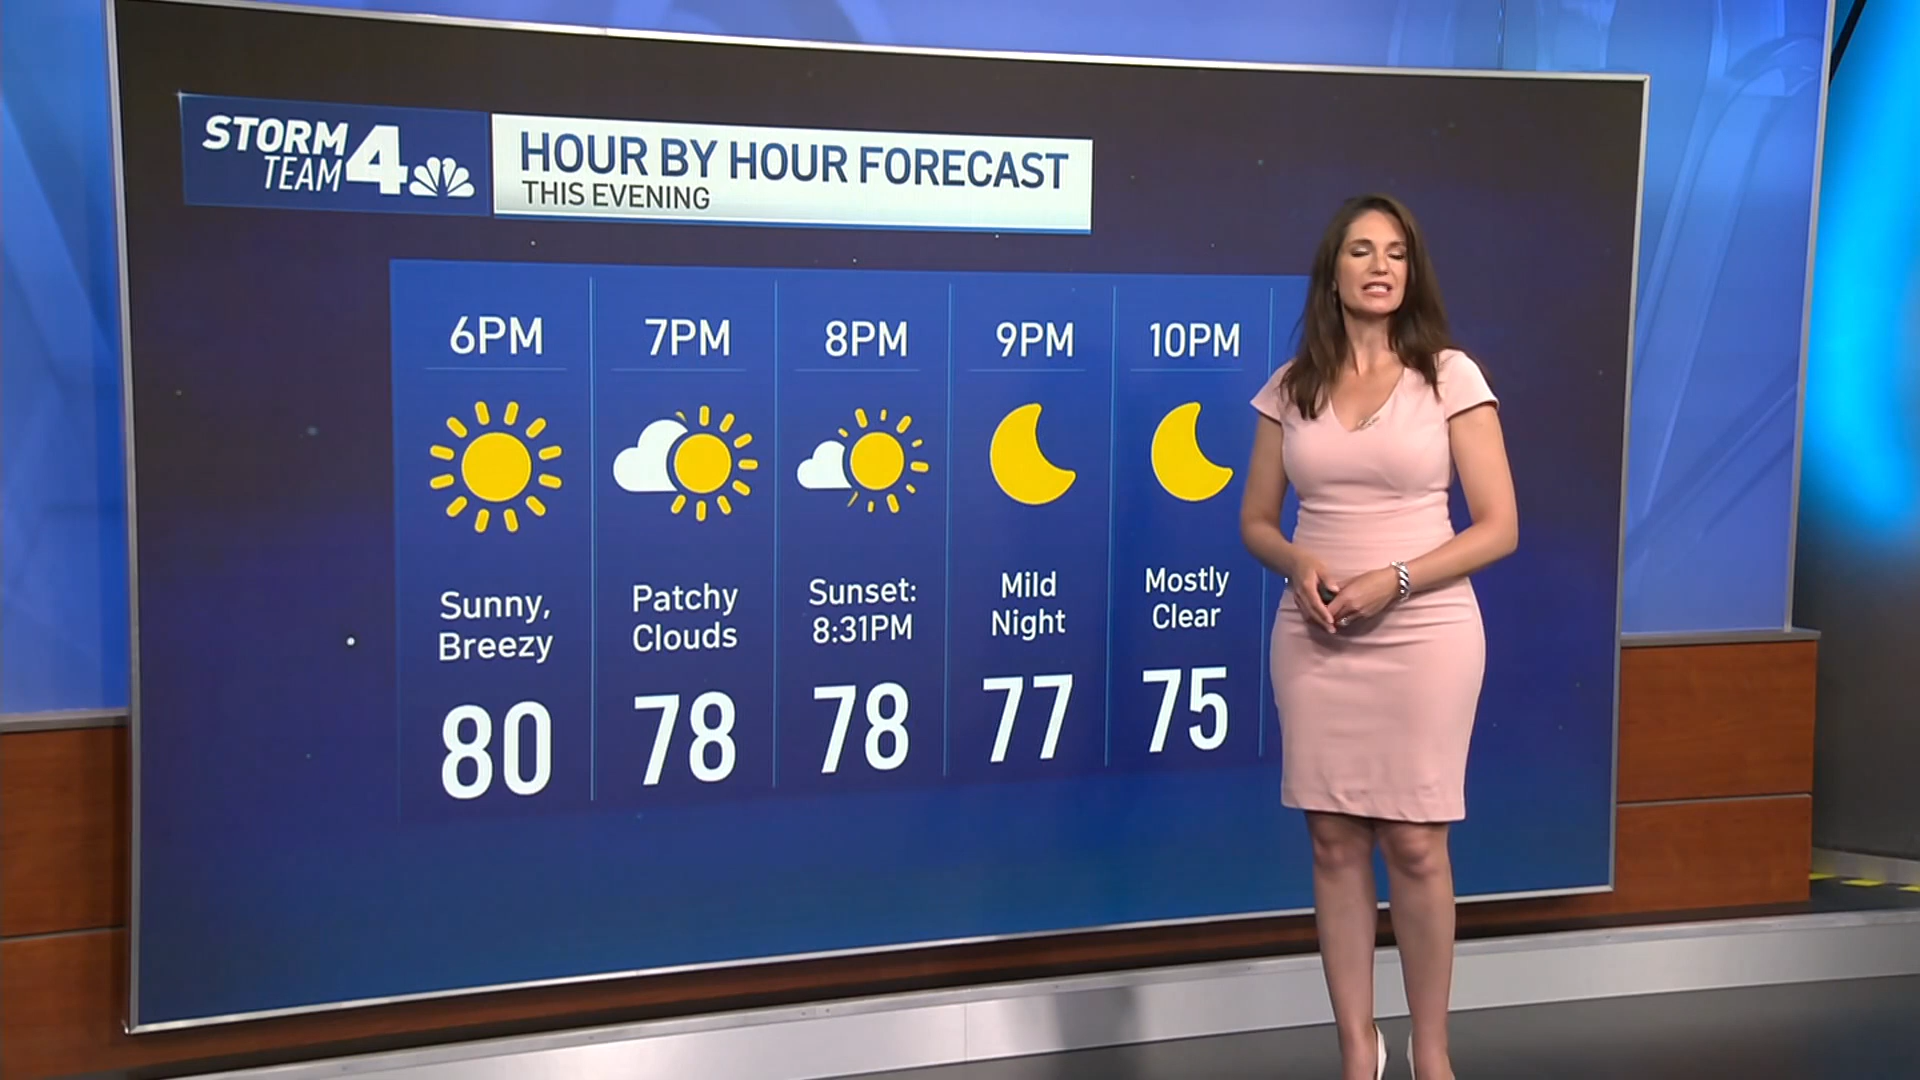 STORM
TEAM 4
HOUR BY HOUR FORECAST
THIS EVENING
6PM
7PM
8PM
9PM
10PM
Sunny,
Breezy
Patchy
Clouds
Sunset:
8:31PM
Mild
Night
Mostly
Clear
80
78
78
77
75